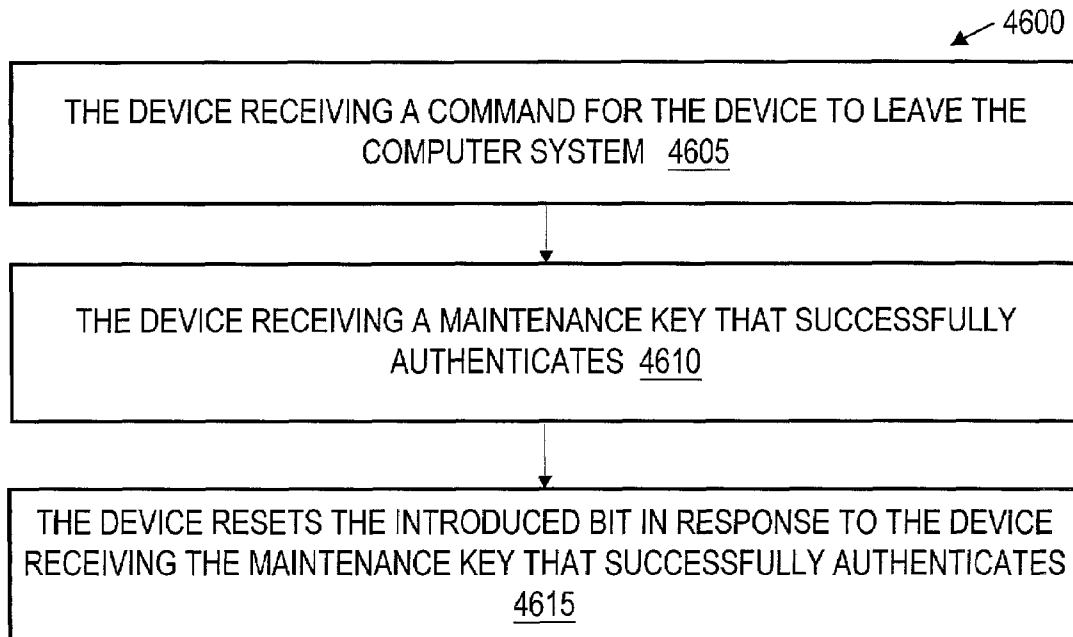 4600
THE DEVICE RECEIVING A COMMAND FOR THE DEVICE TO LEAVE THE
COMPUTER SYSTEM 4605
THE DEVICE RECEIVING A MAINTENANCE KEY THAT SUCCESSFULLY
AUTHENTICATES 4610
THE DEVICE RESETS THE INTRODUCED BIT IN RESPONSE TO THE DEVICE
RECEIVING THE MAINTENANCE KEY THAT SUCCESSFULLY AUTHENTICATES
4615